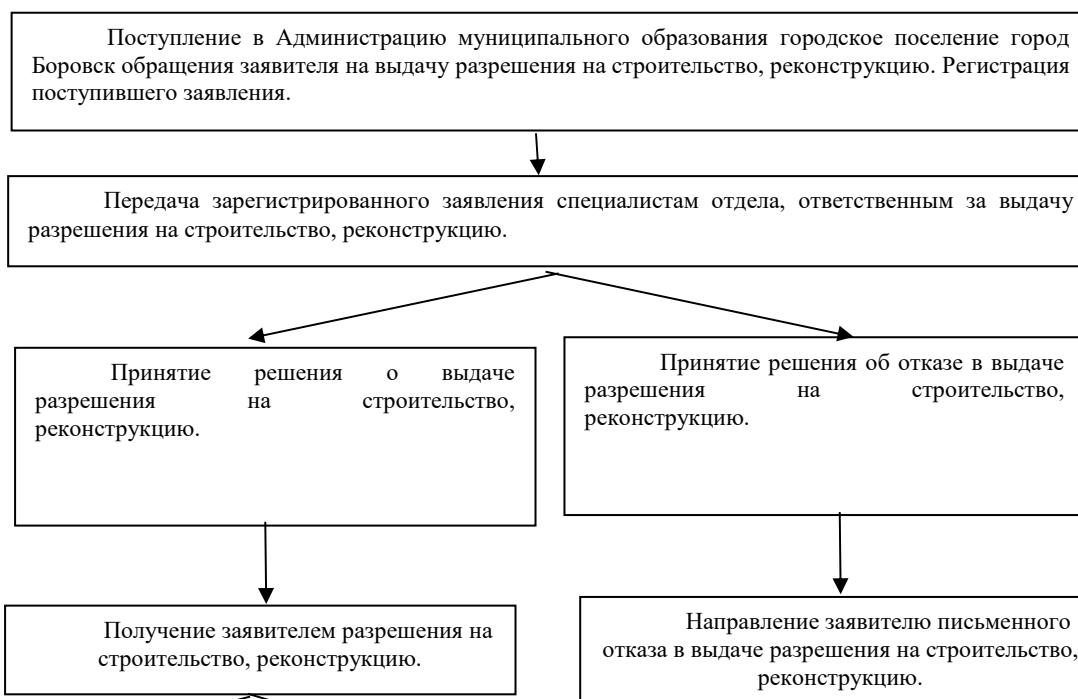 Поступление в Администрацию муниципального образования городское поселение город
Боровск обращения заявителя на выдачу разрешения на строительство, реконструкцию. Регистрация
поступившего заявления.
Передача зарегистрированного заявления специалистам отдела, ответственным за выдачу
разрешения на строительство, реконструкцию.
Принятие решения о выдаче
разрешения на строительство,
реконструкцию.
Принятие решения об отказе в выдаче
разрешения на строительство,
реконструкцию.
Получение заявителем разрешения на
строительство, реконструкцию.
Направление заявителю письменного
отказа в выдаче разрешения на строительство,
реконструкцию.